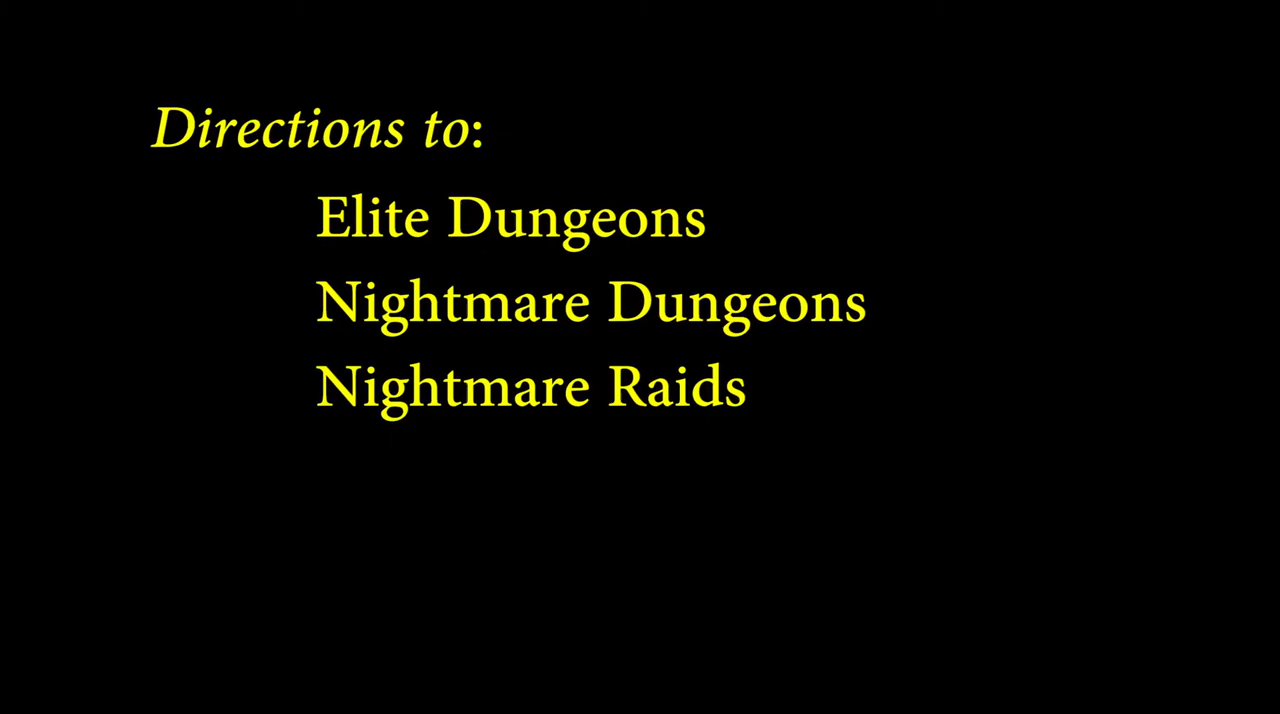 Directions to:
Elite Dungeons
Nightmare Dungeons
Nightmare Raids